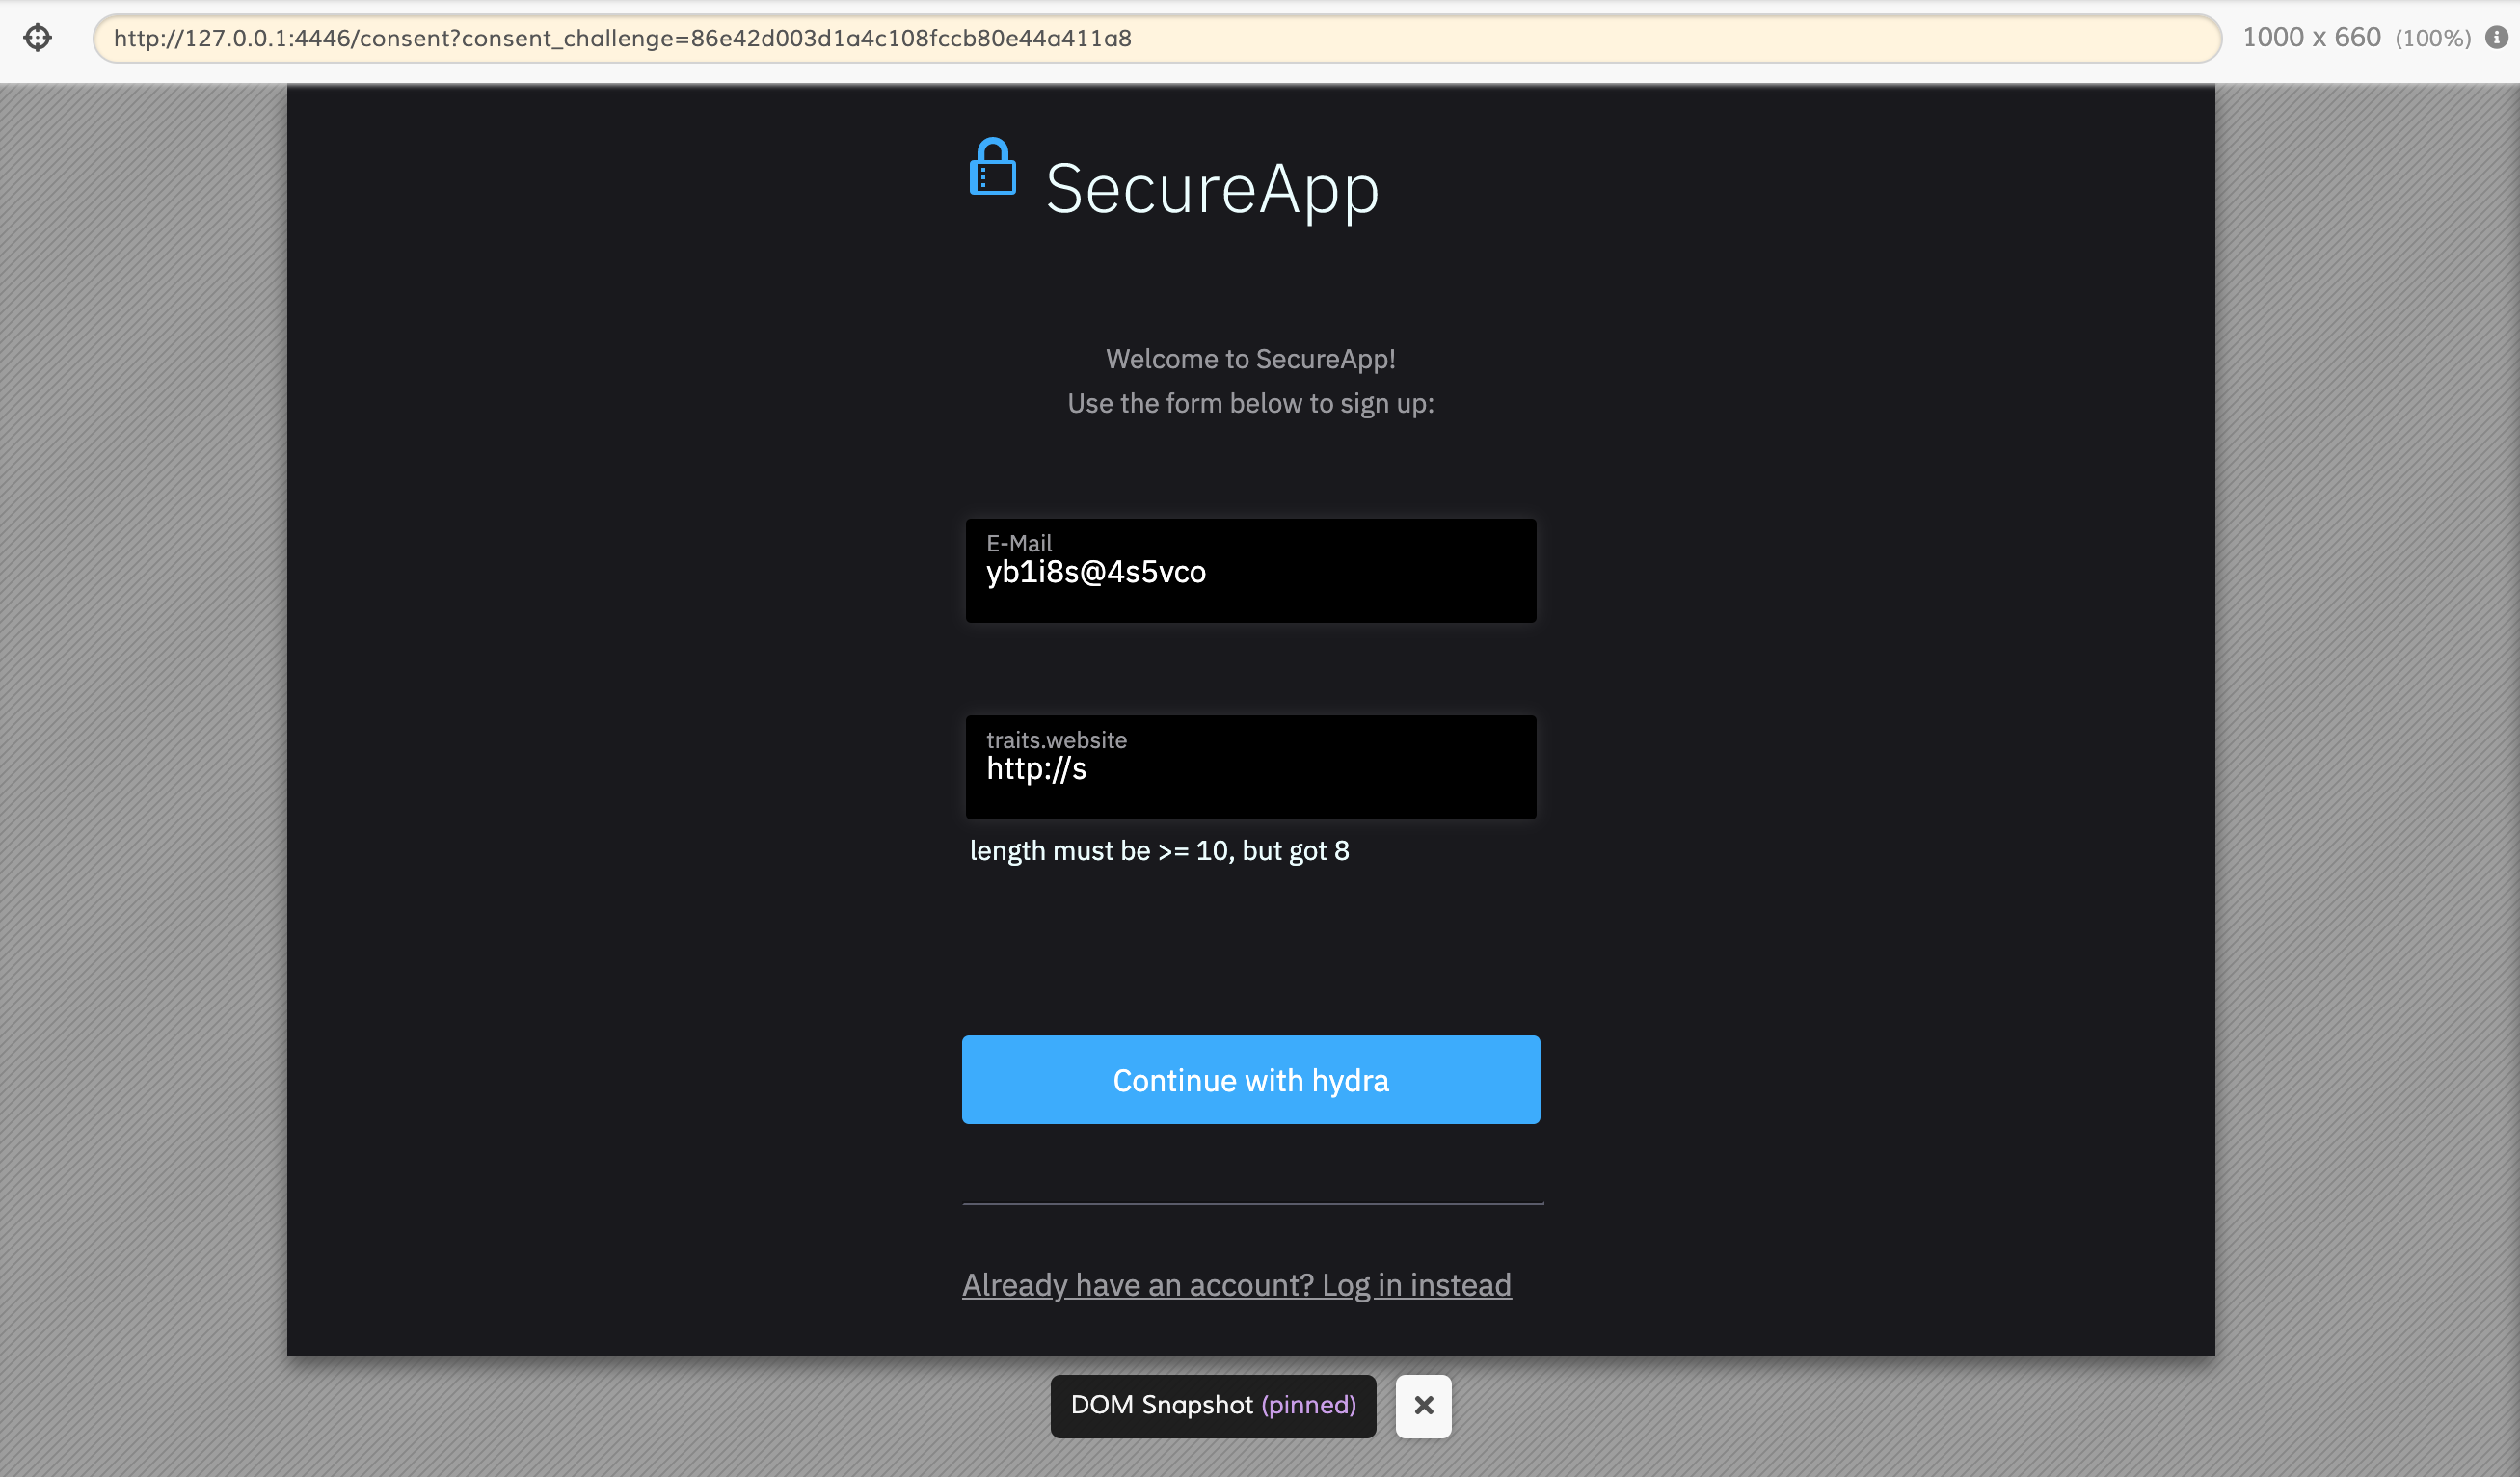 http://127.0.0.1:4446/consent?consent_challenge=86e42d003d1a4c108fccb80e44a411a8
1000 x 660 (100%)
SecureApp
Welcome to SecureApp!
Use the form below to sign up:
E-Mail
yb1i8s@4s5vco
traits.website
http://s
length must be >= 10, but got 8
Continue with hydra
Already have an account? Log in instead
DOM Snapshot (pinned)